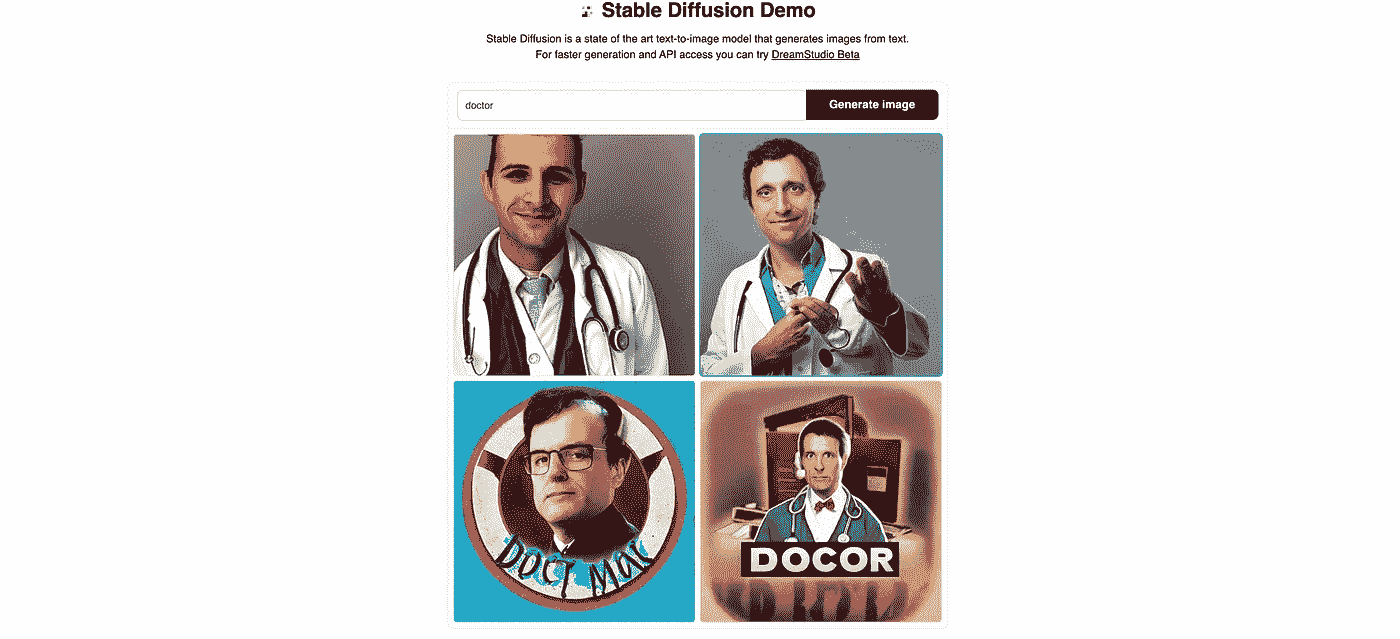 Stable Diffusion Demo
Stable Diffusion is a state of the art text-to-image model that generates images from text.
For faster generation and API access you can try DreamStudio Beta
doctor
Generate image
DOCT MAC
DOCOR